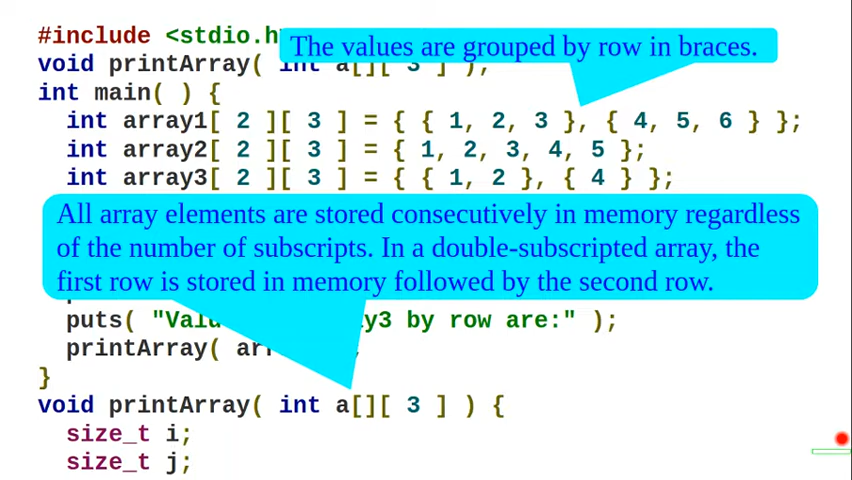 #include <stdio.h
The values are grouped by row in braces.
void printArray( int a[][ 3 ] );
int main( ) {
int array1[ 2 ][ 3 ] = { { 1, 2, 3 }, { 4, 5, 6 } };
int array2[ 2 ][ 3 ] = { 1, 2, 3, 4, 5 };
int array3[ 2 ][ 3 ] = { { 1, 2 }, { 4 } };
All array elements are stored consecutively in memory regardless
of the number of subscripts. In a double-subscripted array, the
first row is stored in memory followed by the second row.
puts( "Valu y3 by row are:" );
printArray( arr
}
void printArray( int a[][ 3 ] ) {
size_t i;
size_t j;